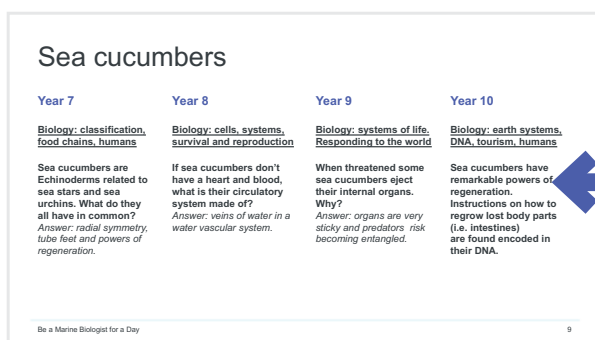 Sea cucumbers
Year 7
Biology: classification,
food chains, humans
Sea cucumbers are
Echinoderms related to
sea stars and sea
urchins. What do they
all have in common?
Answer: radial symmetry,
tube feet and powers of
regeneration.
Year 8
Biology: cells, systems,
survival and reproduction
If sea cucumbers don't
have a heart and blood,
what is their circulatory
system made of?
Answer: veins of water in a
water vascular system.
Year 9
Biology: systems of life.
Responding to the world
When threatened some
sea cucumbers eject
their internal organs.
Why?
Answer: organs are very
sticky and predators risk
becoming entangled.
Year 10
Biology: earth systems,
DNA, tourism, humans
Sea cucumbers have
remarkable powers of
regeneration.
Instructions on how to
regrow lost body parts
(i.e. intestines)
are found encoded in
their DNA.
Be a Marine Biologist for a Day
9